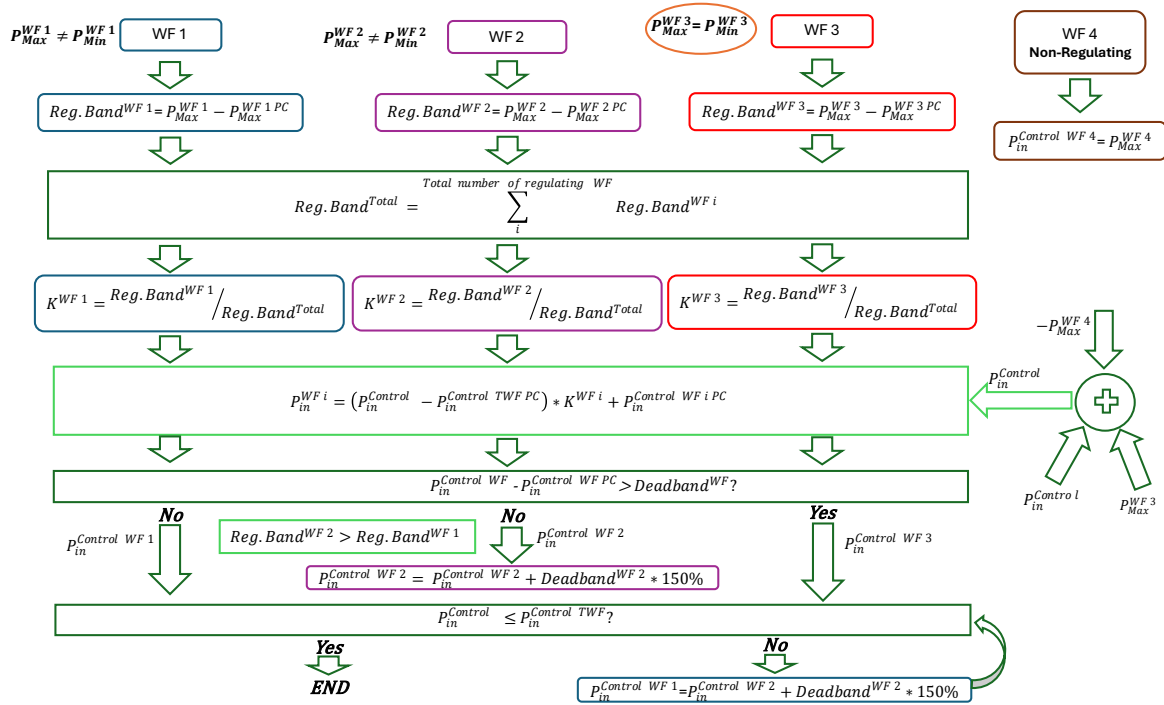 P_Max^WF 1 ≠ P_Min^WF 1
WF 1
P_Max^WF 2 ≠ P_Min^WF 2
WF 2
P_Max^WF 3 = P_Min^WF 3
WF 3
WF 4
Non-Regulating
Reg. Band^WF 1 = P_Max^WF 1 − P_Max^WF 1 PC
Reg. Band^WF 2 = P_Max^WF 2 − P_Max^WF 2 PC
Reg. Band^WF 3 = P_Max^WF 3 − P_Max^WF 3 PC
P_in^Control WF 4 = P_Max^WF 4
Total number of regulating WF
Reg. Band^Total = ∑ Reg. Band^WF i
i
K^WF 1 = Reg. Band^WF 1 / Reg. Band^Total
K^WF 2 = Reg. Band^WF 2 / Reg. Band^Total
K^WF 3 = Reg. Band^WF 3 / Reg. Band^Total
−P_Max^WF 4
P_in^WF i = (P_in^Control − P_in^Control TWF PC) * K^WF i + P_in^Control WF i PC
P_in^Control
+
P_in^Contro l
P_Max^WF 3
P_in^Control WF - P_in^Control WF PC > Deadband^WF ?
No
No
Yes
P_in^Control WF 1
Reg. Band^WF 2 > Reg. Band^WF 1
P_in^Control WF 2
P_in^Control WF 3
P_in^Control WF 2 = P_in^Control WF 2 + Deadband^WF 2 * 150%
P_in^Control ≤ P_in^Control TWF ?
Yes
No
END
P_in^Control WF 1 = P_in^Control WF 2 + Deadband^WF 2 * 150%